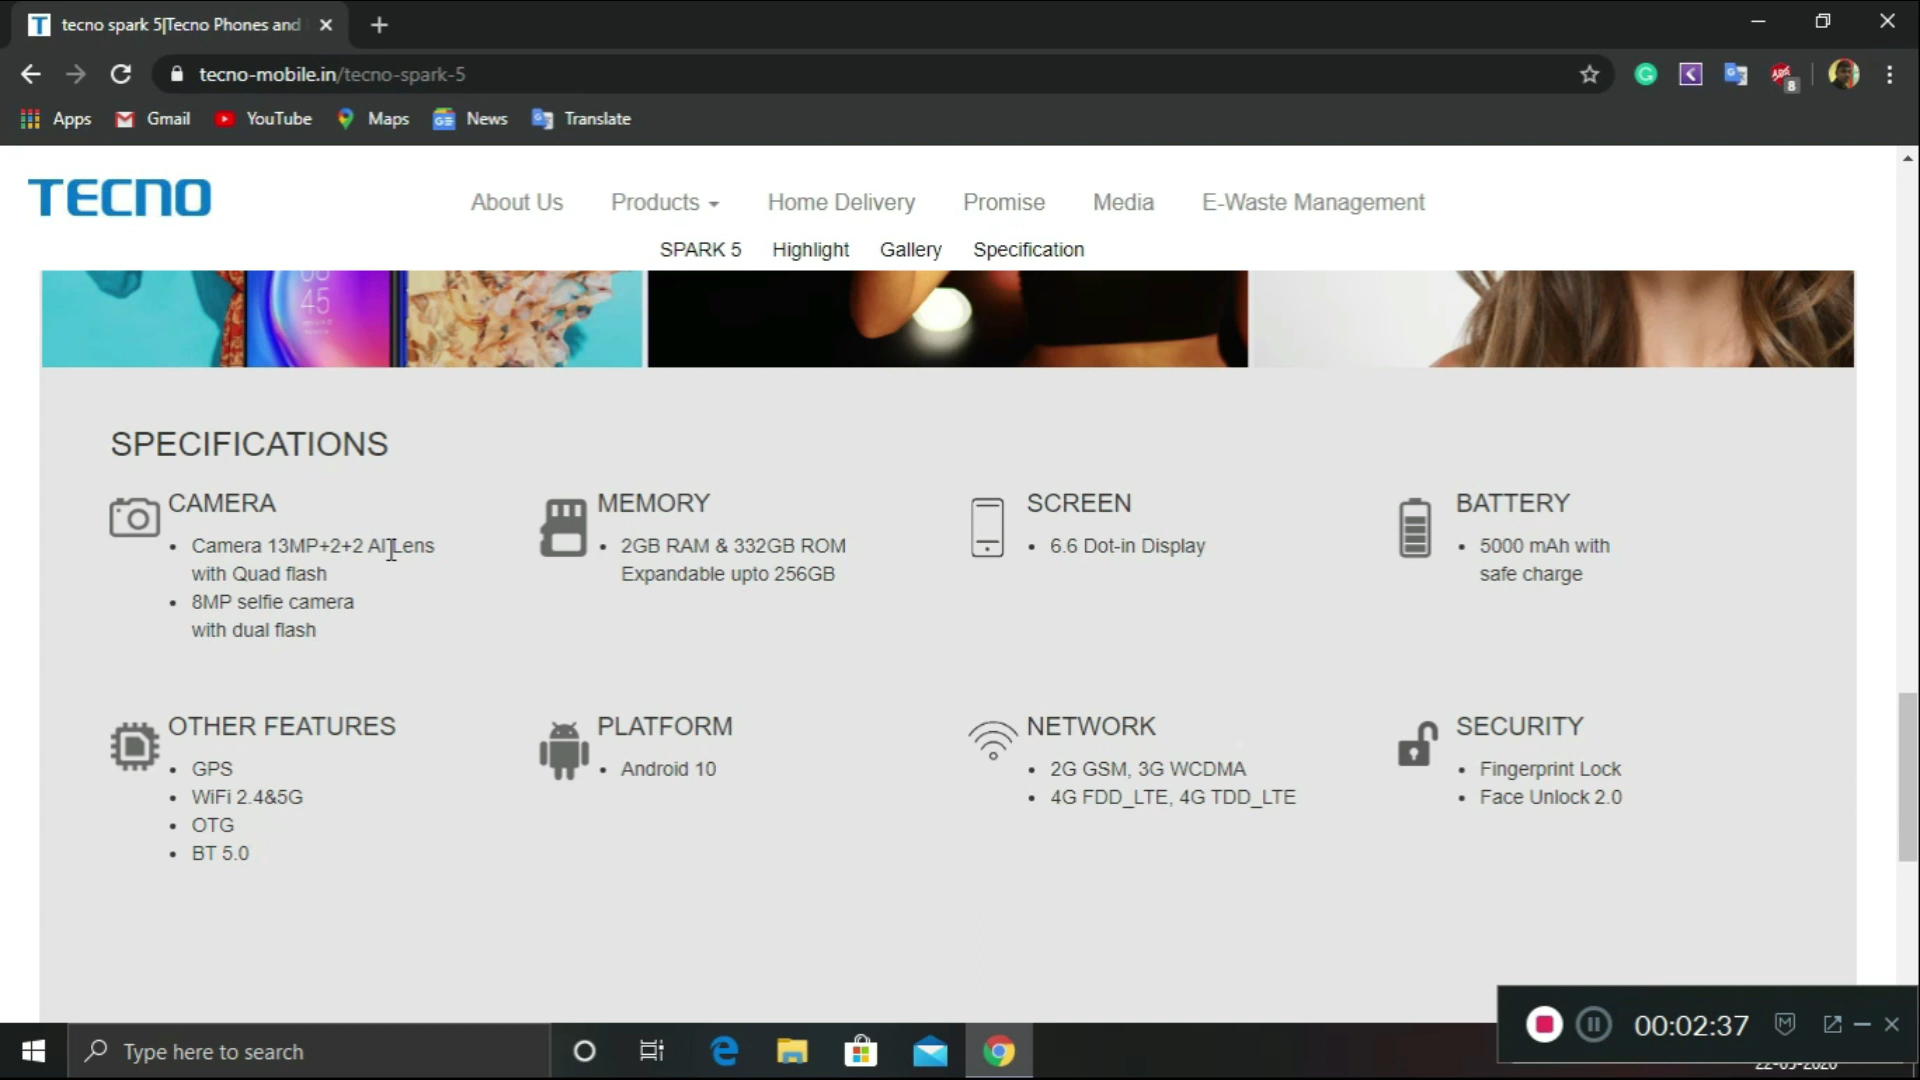 tecno spark 5|Tecno Phones and
tecno-mobile.in/tecno-spark-5
8
Apps Gmail YouTube Maps News Translate
TECNO
About Us Products Home Delivery Promise Media E-Waste Management
SPARK 5 Highlight Gallery Specification
45
SPECIFICATIONS
CAMERA
• Camera 13MP+2+2 AI Lens
with Quad flash
• 8MP selfie camera
with dual flash
MEMORY
• 2GB RAM & 332GB ROM
Expandable upto 256GB
SCREEN
• 6.6 Dot-in Display
BATTERY
• 5000 mAh with
safe charge
OTHER FEATURES
• GPS
• WiFi 2.4&5G
• OTG
• BT 5.0
PLATFORM
• Android 10
NETWORK
• 2G GSM, 3G WCDMA
• 4G FDD_LTE, 4G TDD_LTE
SECURITY
• Fingerprint Lock
• Face Unlock 2.0
00:02:37
Type here to search